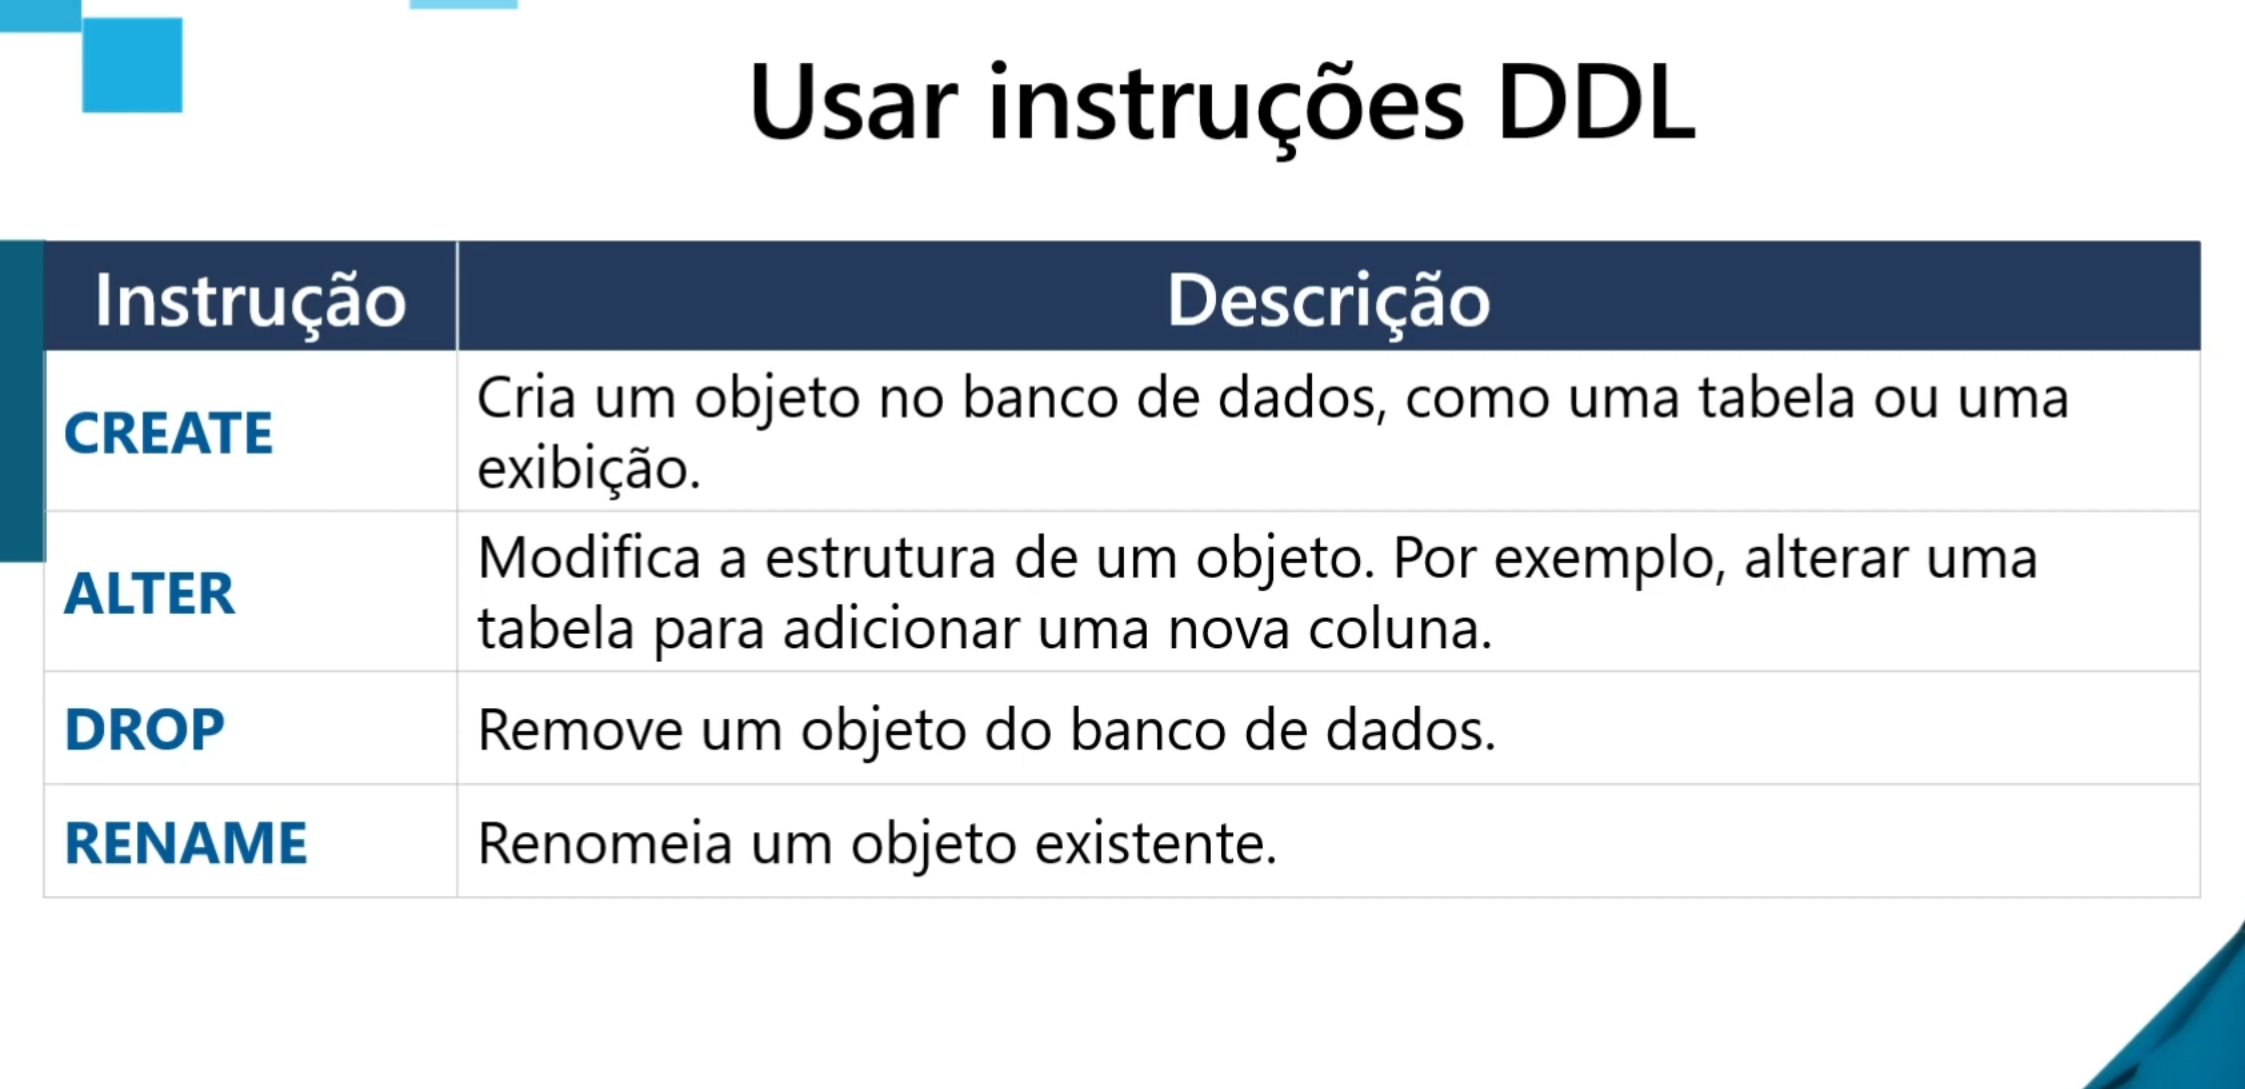 Usar instruções DDL
Instrução
Descrição
CREATE
Cria um objeto no banco de dados, como uma tabela ou uma
exibição.
ALTER
Modifica a estrutura de um objeto. Por exemplo, alterar uma
tabela para adicionar uma nova coluna.
DROP
Remove um objeto do banco de dados.
RENAME
Renomeia um objeto existente.